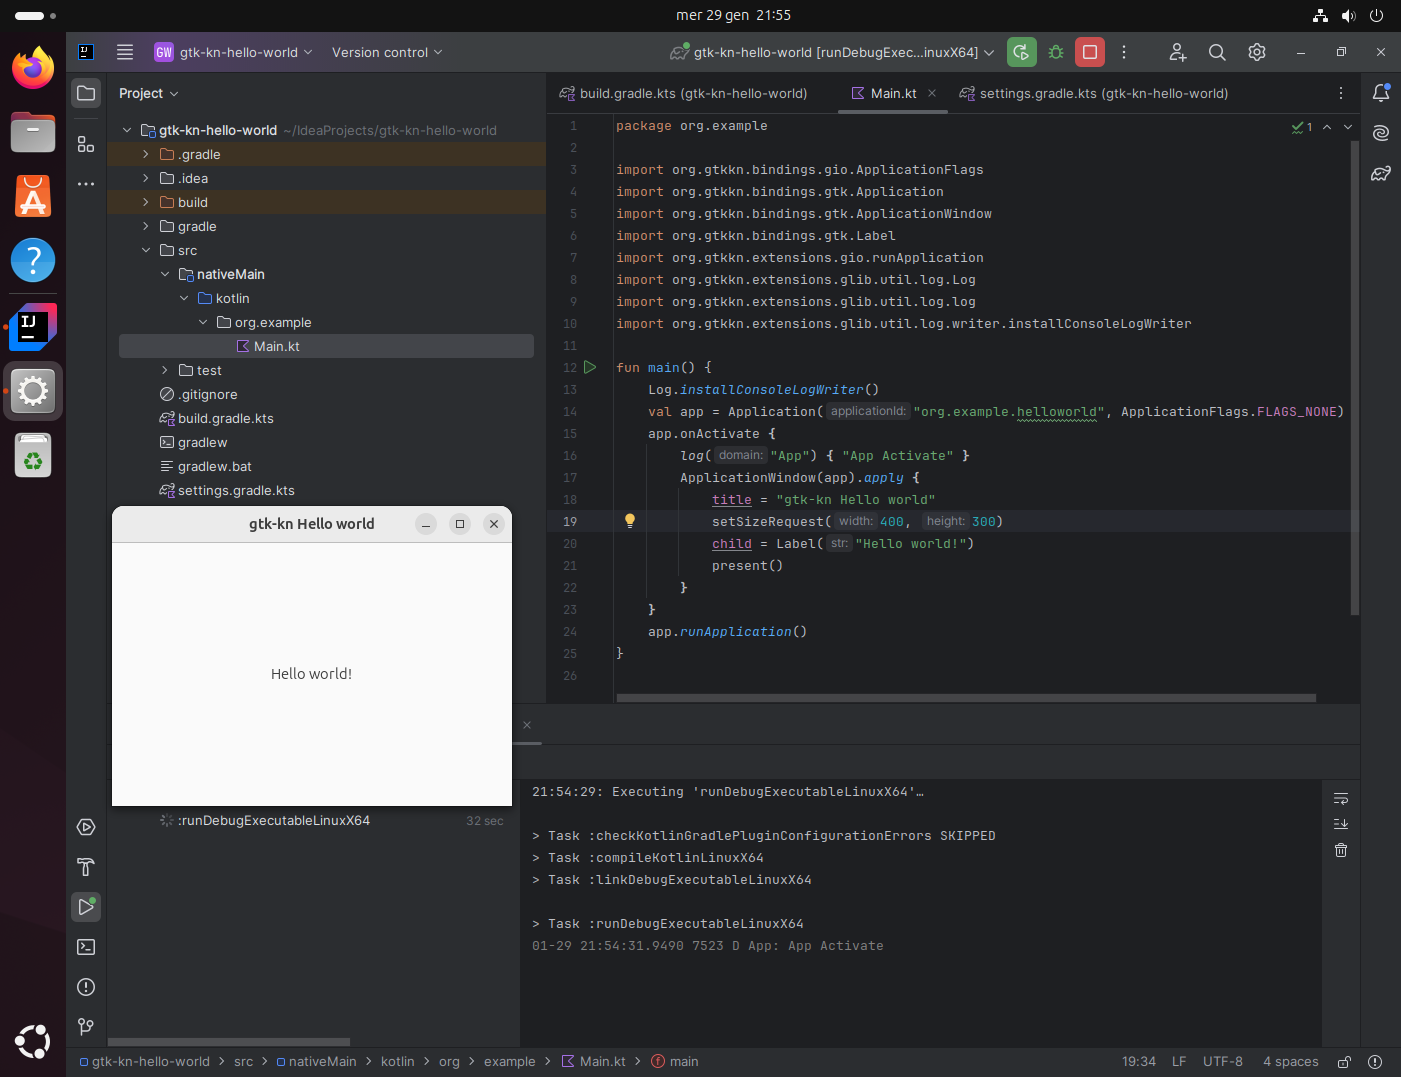 mer 29 gen 21:55
IJ
GW gtk-kn-hello-world
Version control
gtk-kn-hello-world [runDebugExec...inuxX64]
Project
build.gradle.kts (gtk-kn-hello-world)
Main.kt
settings.gradle.kts (gtk-kn-hello-world)
gtk-kn-hello-world ~/IdeaProjects/gtk-kn-hello-world
.gradle
.idea
build
gradle
src
nativeMain
kotlin
org.example
Main.kt
test
.gitignore
build.gradle.kts
gradlew
gradlew.bat
settings.gradle.kts
1 package org.example
1
2
3 import org.gtkkn.bindings.gio.ApplicationFlags
4 import org.gtkkn.bindings.gtk.Application
5 import org.gtkkn.bindings.gtk.ApplicationWindow
6 import org.gtkkn.bindings.gtk.Label
7 import org.gtkkn.extensions.gio.runApplication
8 import org.gtkkn.extensions.glib.util.log.Log
9 import org.gtkkn.extensions.glib.util.log.log
10 import org.gtkkn.extensions.glib.util.log.writer.installConsoleLogWriter
11
12 fun main() {
13 Log.installConsoleLogWriter()
14 val app = Application( applicationId: "org.example.helloworld", ApplicationFlags.FLAGS_NONE)
15 app.onActivate {
16 log( domain: "App") { "App Activate" }
17 ApplicationWindow(app).apply {
18 title = "gtk-kn Hello world"
19 setSizeRequest( width: 400, height: 300)
20 child = Label( str: "Hello world!")
21 present()
22 }
23 }
24 app.runApplication()
25 }
26
gtk-kn Hello world
Hello world!
:runDebugExecutableLinuxX64 32 sec
21:54:29: Executing 'runDebugExecutableLinuxX64'…
> Task :checkKotlinGradlePluginConfigurationErrors SKIPPED
> Task :compileKotlinLinuxX64
> Task :linkDebugExecutableLinuxX64
> Task :runDebugExecutableLinuxX64
01-29 21:54:31.9490 7523 D App: App Activate
gtk-kn-hello-world > src > nativeMain > kotlin > org > example > Main.kt > main
19:34 LF UTF-8 4 spaces